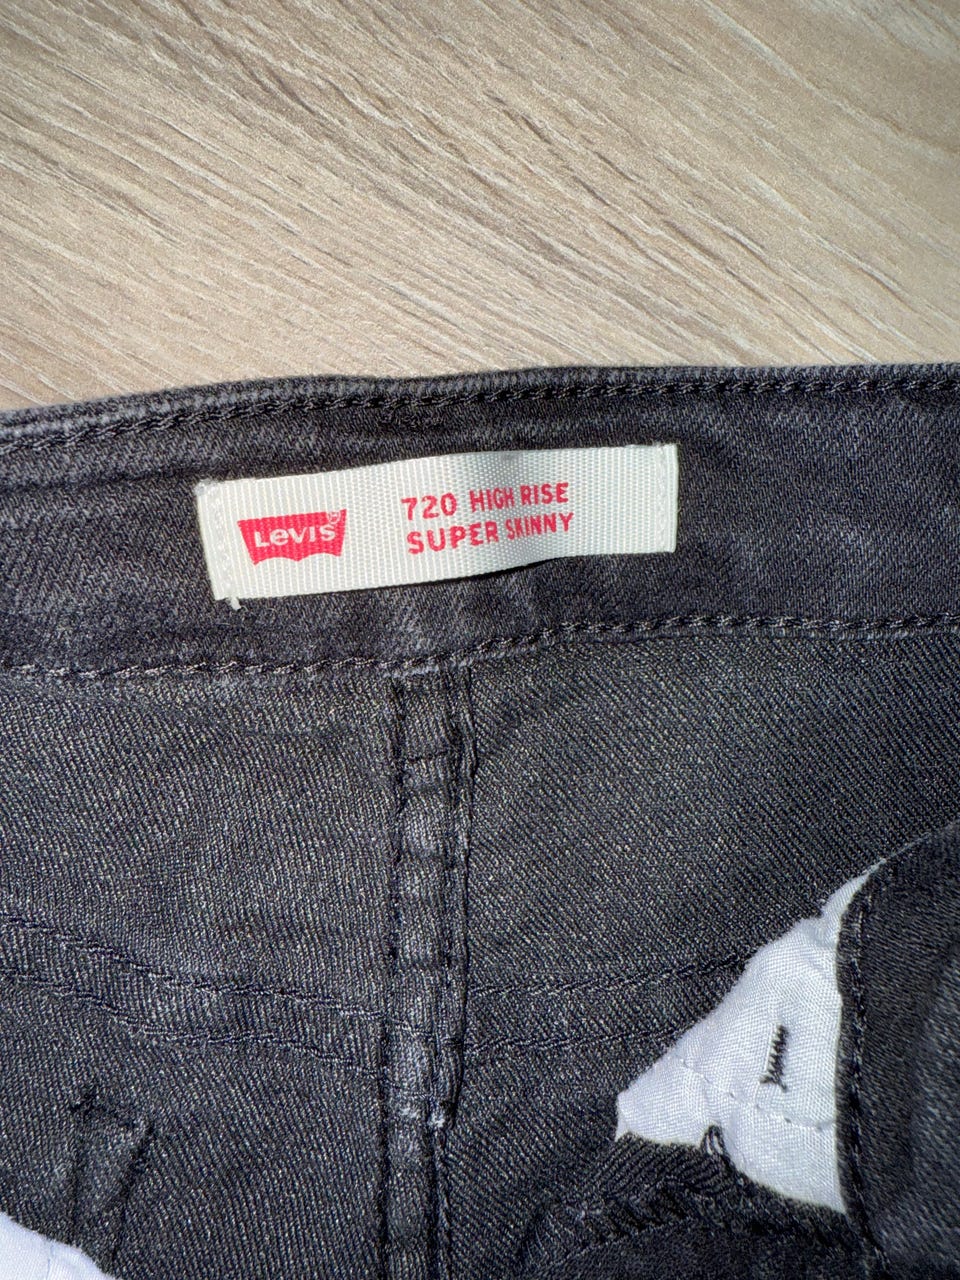 Levi's
720 HIGH RISE
SUPER SKINNY